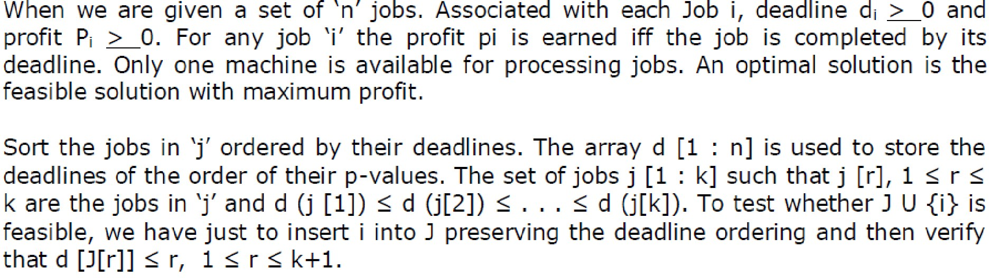 When we are given a set of ‘n’ jobs. Associated with each Job i, deadline di > 0 and
profit Pi > 0. For any job ‘i’ the profit pi is earned iff the job is completed by its
deadline. Only one machine is available for processing jobs. An optimal solution is the
feasible solution with maximum profit.
Sort the jobs in ‘j’ ordered by their deadlines. The array d [1 : n] is used to store the
deadlines of the order of their p-values. The set of jobs j [1 : k] such that j [r], 1 ≤ r ≤
k are the jobs in ‘j’ and d (j [1]) ≤ d (j[2]) ≤ . . . ≤ d (j[k]). To test whether J U {i} is
feasible, we have just to insert i into J preserving the deadline ordering and then verify
that d [J[r]] ≤ r, 1 ≤ r ≤ k+1.